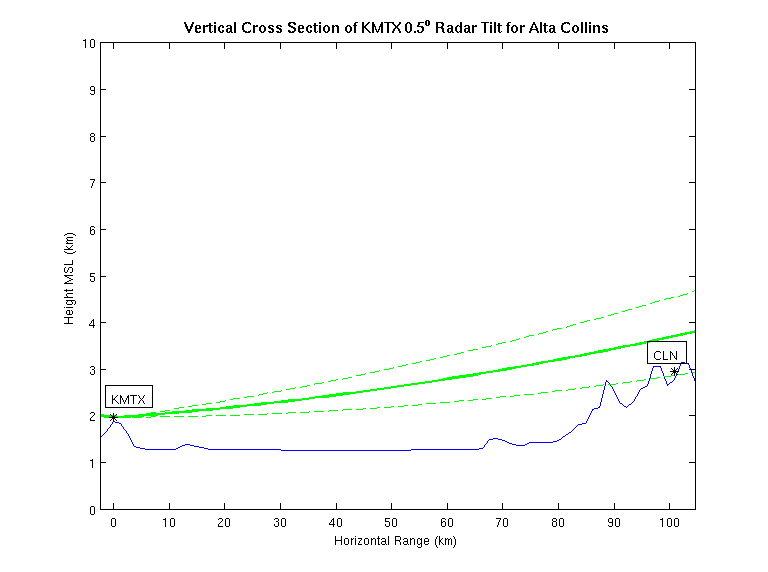 Vertical Cross Section of KMTX 0.5⁰ Radar Tilt for Alta Collins
10
9
8
7
6
5
4
3
2
1
0
Height MSL (km)
CLN
KMTX
0 10 20 30 40 50 60 70 80 90 100
Horizontal Range (km)